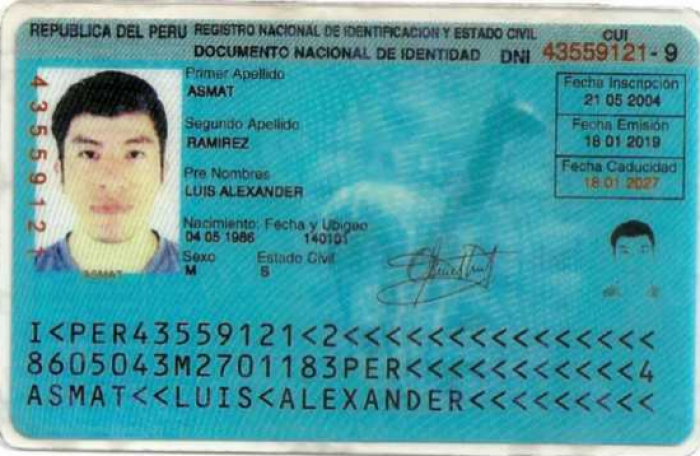 REPUBLICA DEL PERU REGISTRO NACIONAL DE IDENTIFICACION Y ESTADO CIVIL CUI
DOCUMENTO NACIONAL DE IDENTIDAD DNI 43559121 - 9
Primer Apellido
ASMAT
Segundo Apellido
RAMIREZ
Pre Nombres
LUIS ALEXANDER
Nacimiento: Fecha y Ubigeo
04 05 1986 140101
Sexo Estado Civil
M S
Fecha Inscripción
21 05 2004
Fecha Emisión
18 01 2019
Fecha Caducidad
18 01 2027
43559121
ASMAT
I<PER43559121<2<<<<<<<<<<<<<<<
8605043M2701183PER<<<<<<<<<<<4
ASMAT<<LUIS<ALEXANDER<<<<<<<<<